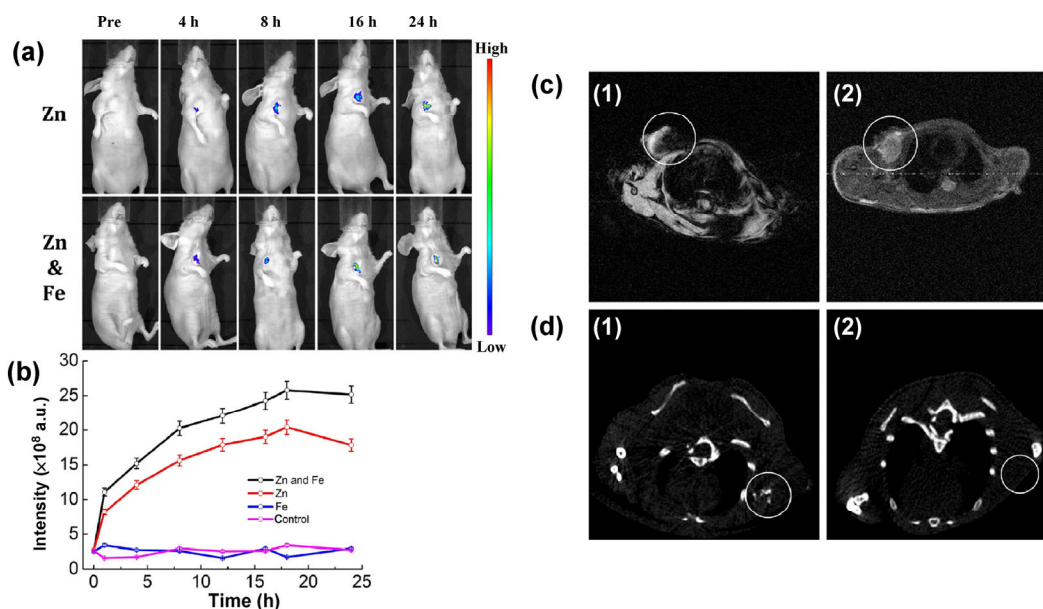 (a)
Pre 4 h 8 h 16 h 24 h
Zn
Zn
&
Fe
High
Low
(b)
Intensity (×10⁸ a.u.)
30
25
20
15
10
5
0
Zn and Fe
Zn
Fe
Control
0 5 10 15 20 25
Time (h)
(c)
(1) (2)
(d)
(1) (2)